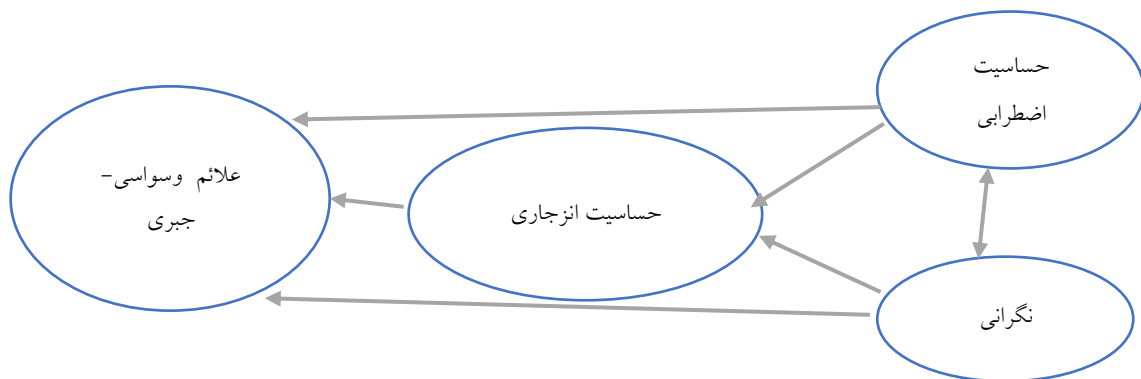 حساسیت
اضطرابی
علائم وسواسی-
جبری
حساسیت انزجاری
نگرانی